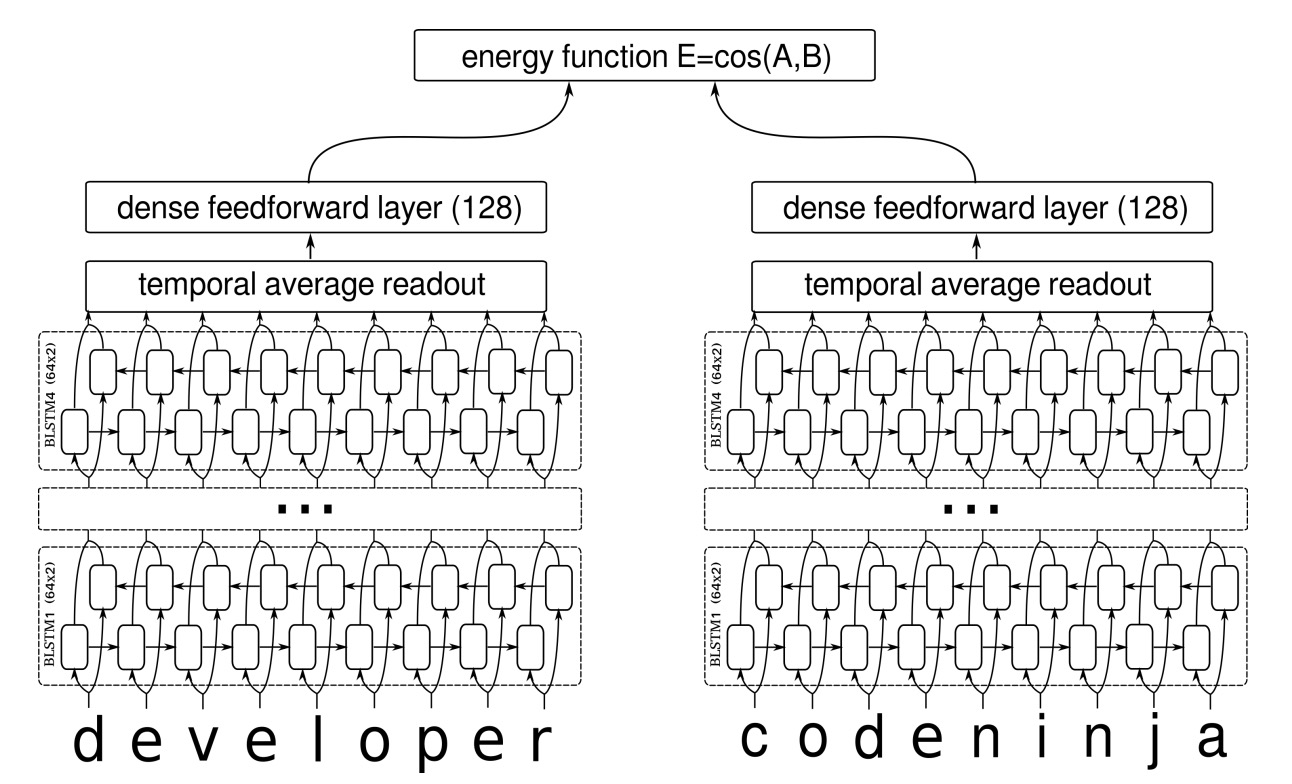 energy function E=cos(A,B)
dense feedforward layer (128)
dense feedforward layer (128)
temporal average readout
temporal average readout
BLSTM4 (64x2)
BLSTM4 (64x2)
...
...
BLSTM1 (64x2)
BLSTM1 (64x2)
d e v e l o p e r
c o d e n i n j a